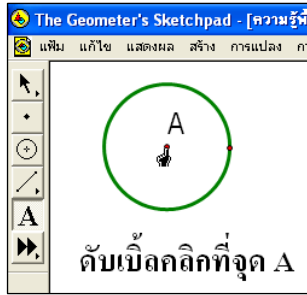 The Geometer's Sketchpad - [ความรู้พื้
แฟ้ม แก้ไข แสดงผล สร้าง การแปลง
A
A
ดับเบิ้ลคลิกที่จุด A